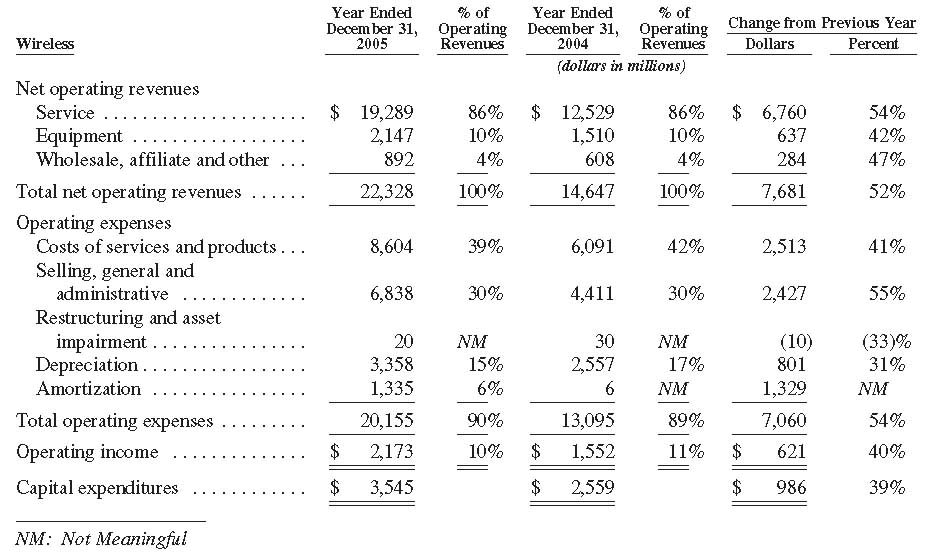 Wireless Year Ended December 31, 2005 % of Operating Revenues Year Ended December 31, 2004 % of Operating Revenues Change from Previous Year Dollars Percent
(dollars in millions)
Net operating revenues
Service . . . . . . . . . . . . . . . . . . . . . $ 19,289 86% $ 12,529 86% $ 6,760 54%
Equipment . . . . . . . . . . . . . . . . . . 2,147 10% 1,510 10% 637 42%
Wholesale, affiliate and other . . . 892 4% 608 4% 284 47%
Total net operating revenues . . . . . . 22,328 100% 14,647 100% 7,681 52%
Operating expenses
Costs of services and products . . . 8,604 39% 6,091 42% 2,513 41%
Selling, general and
administrative . . . . . . . . . . . . . 6,838 30% 4,411 30% 2,427 55%
Restructuring and asset
impairment . . . . . . . . . . . . . . . . 20 NM 30 NM (10) (33)%
Depreciation . . . . . . . . . . . . . . . . . 3,358 15% 2,557 17% 801 31%
Amortization . . . . . . . . . . . . . . . . 1,335 6% 6 NM 1,329 NM
Total operating expenses . . . . . . . . . 20,155 90% 13,095 89% 7,060 54%
Operating income . . . . . . . . . . . . . . $ 2,173 10% $ 1,552 11% $ 621 40%
Capital expenditures . . . . . . . . . . . . $ 3,545 $ 2,559 $ 986 39%
NM: Not Meaningful